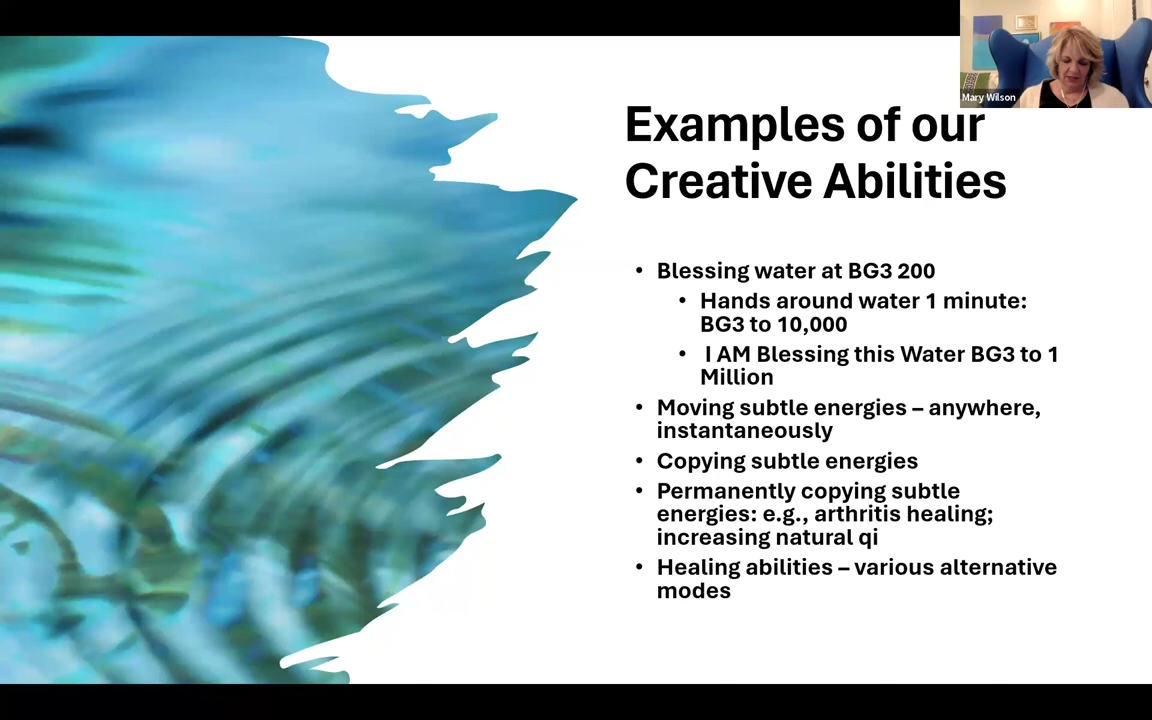 Mary Wilson
Examples of our
Creative Abilities
• Blessing water at BG3 200
• Hands around water 1 minute:
BG3 to 10,000
• I AM Blessing this Water BG3 to 1
Million
• Moving subtle energies – anywhere,
instantaneously
• Copying subtle energies
• Permanently copying subtle
energies: e.g., arthritis healing;
increasing natural qi
• Healing abilities – various alternative
modes